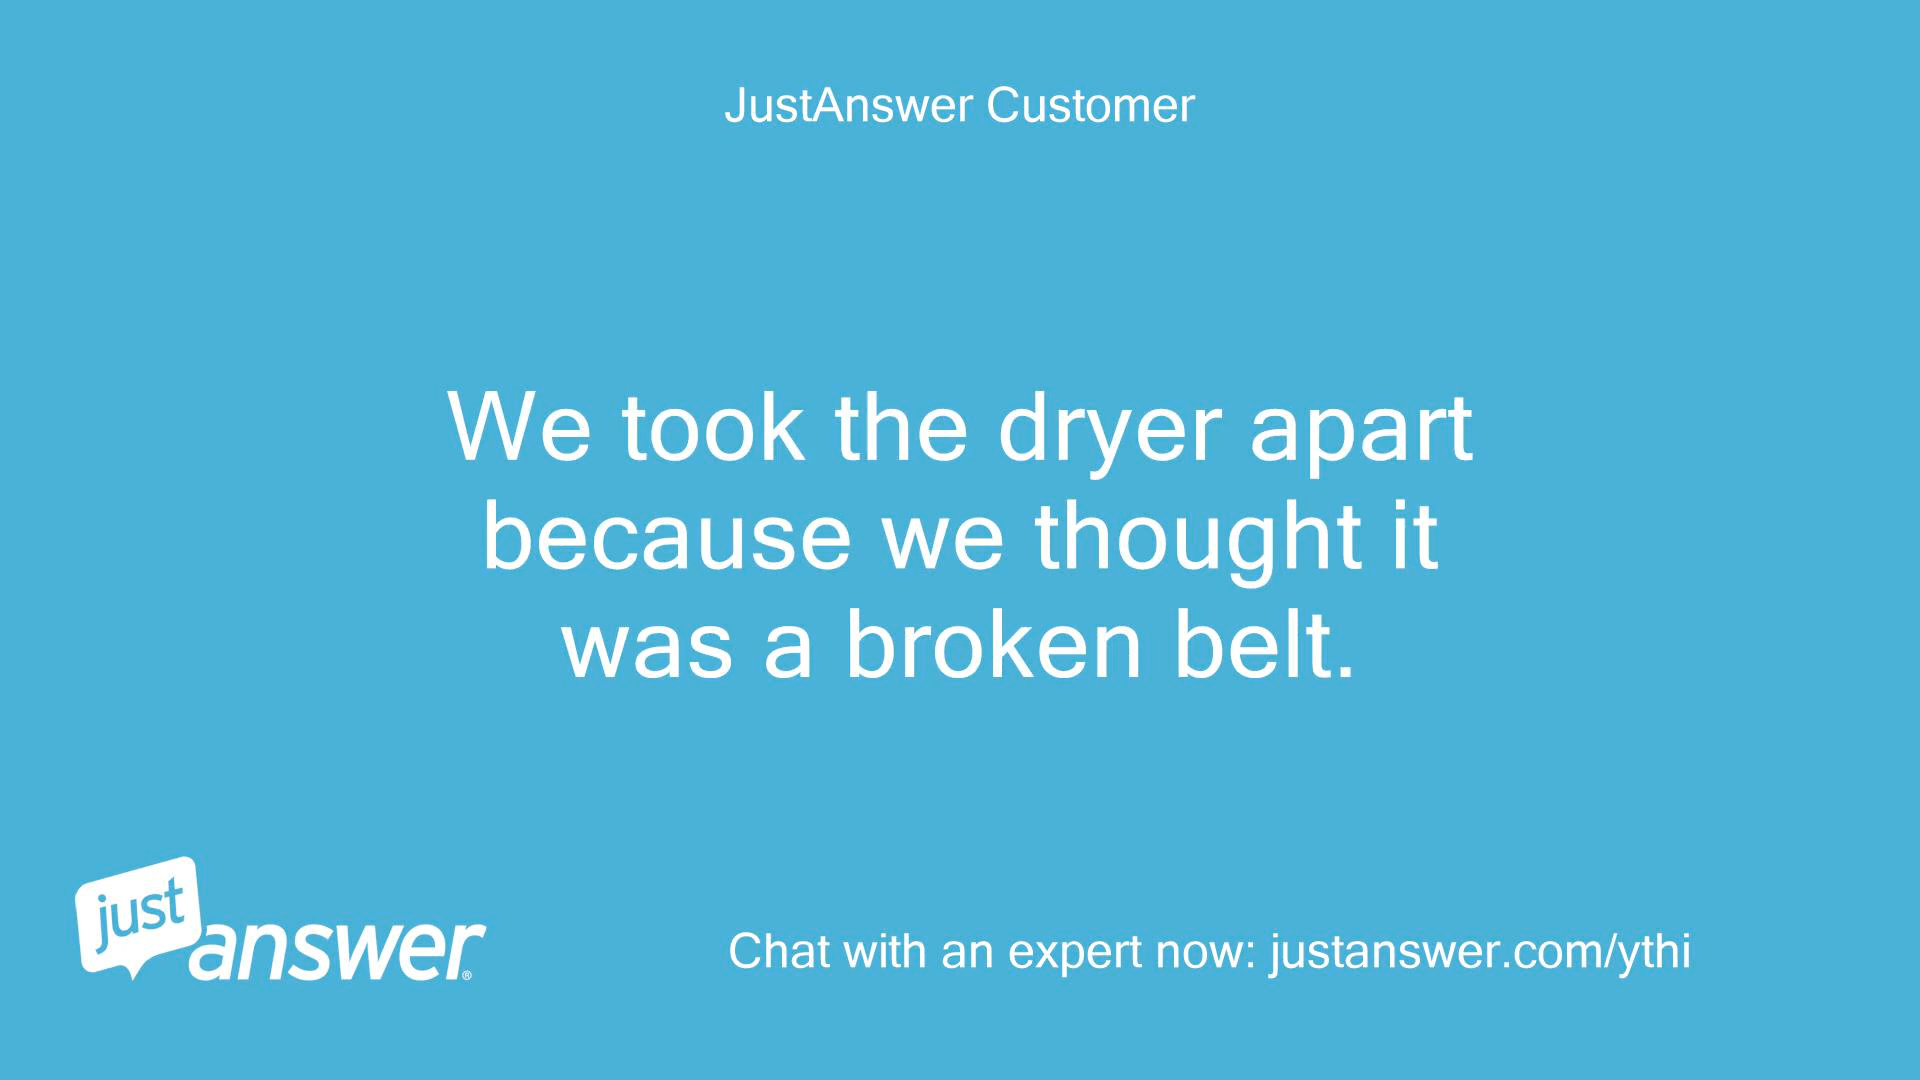 JustAnswer Customer
We took the dryer apart
because we thought it
was a broken belt.
just
answer®
Chat with an expert now: justanswer.com/ythi